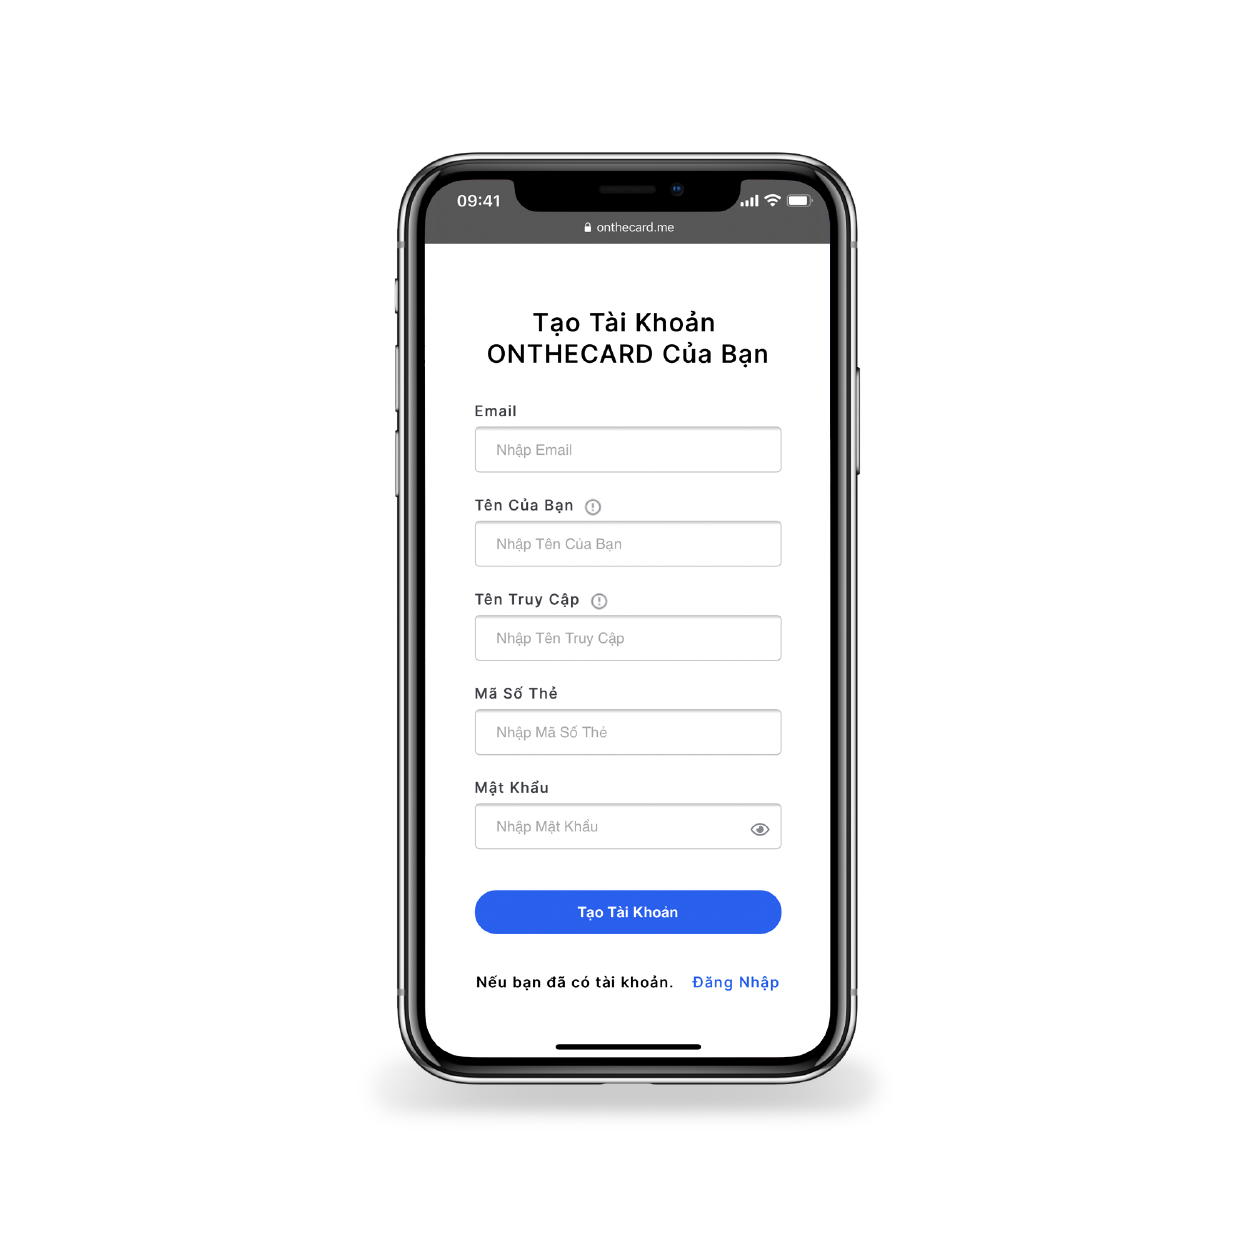 09:41
onthecard.me
Tạo Tài Khoản
ONTHECARD Của Bạn
Email
Nhập Email
Tên Của Bạn
Nhập Tên Của Bạn
Tên Truy Cập
Nhập Tên Truy Cập
Mã Số Thẻ
Nhập Mã Số Thẻ
Mật Khẩu
Nhập Mật Khẩu
Tạo Tài Khoản
Nếu bạn đã có tài khoản. Đăng Nhập